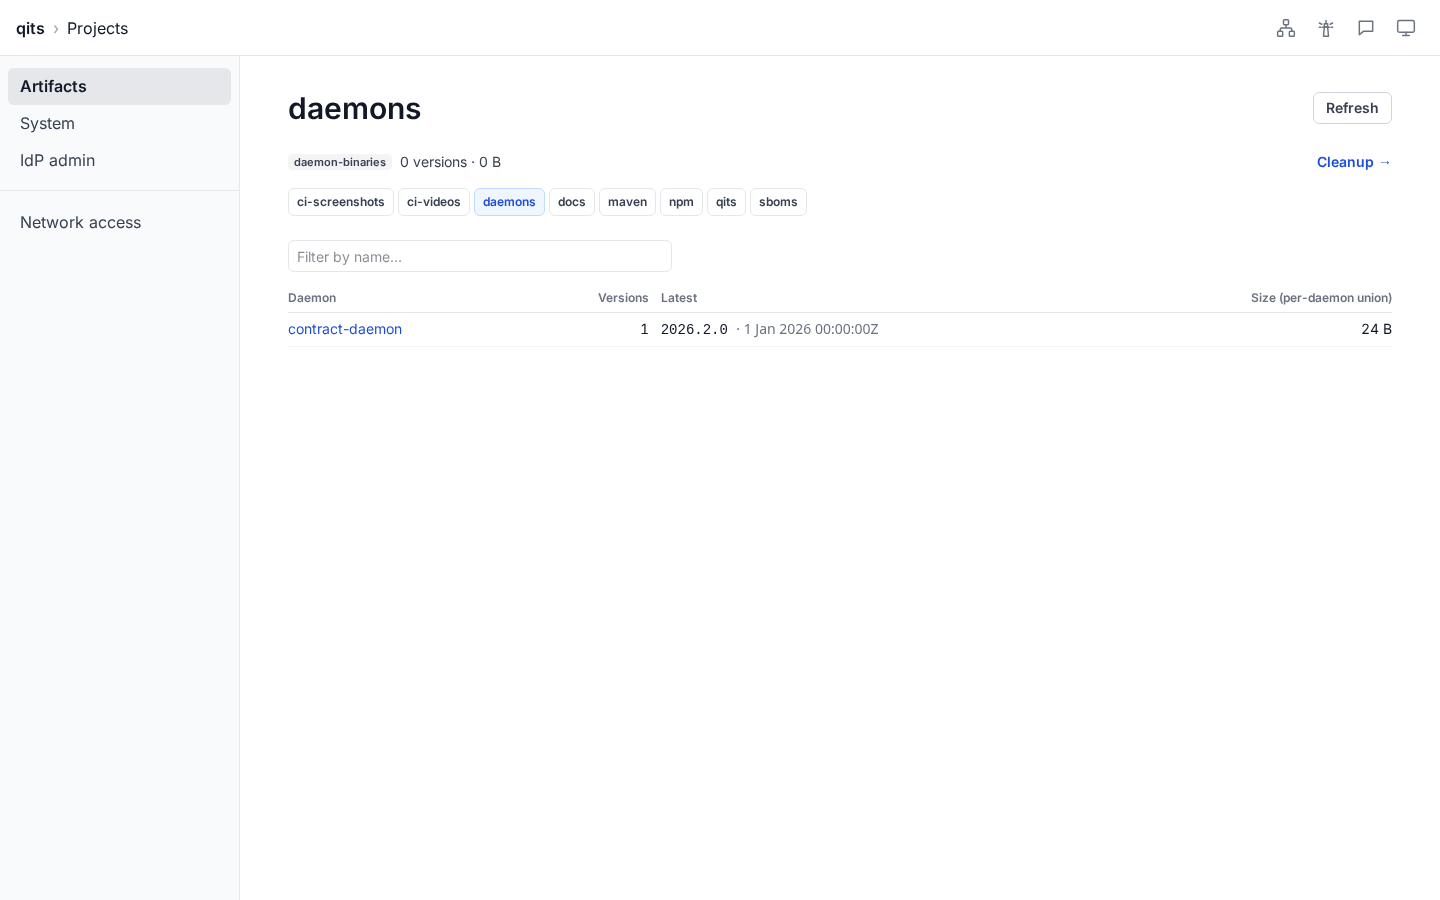 qits › Projects
Artifacts
System
IdP admin
Network access
daemons
Refresh
daemon-binaries 0 versions · 0 B
Cleanup →
ci-screenshots ci-videos daemons docs maven npm qits sboms
Filter by name...
Daemon Versions Latest Size (per-daemon union)
contract-daemon 1 2026.2.0 · 1 Jan 2026 00:00:00Z 24 B